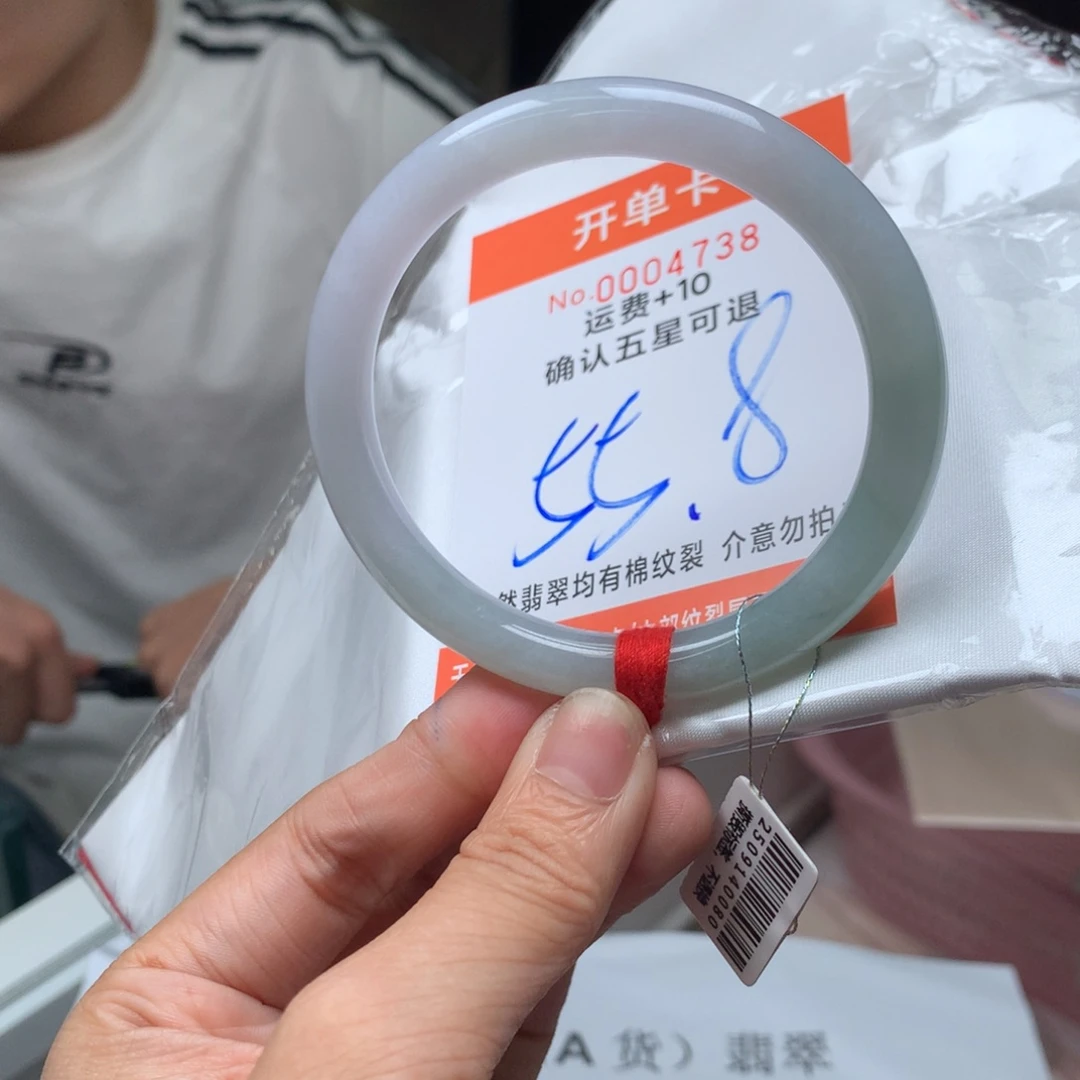 开单卡
No.0004738
运费+10
确认五星可退
55.8
然翡翠均有棉纹裂 介意勿拍
2509140080
A 货）翡翠